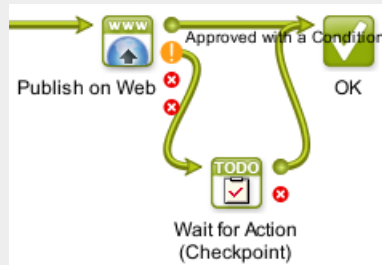 WWW
Approved with a Condition
Publish on Web
OK
TODO
Wait for Action
(Checkpoint)